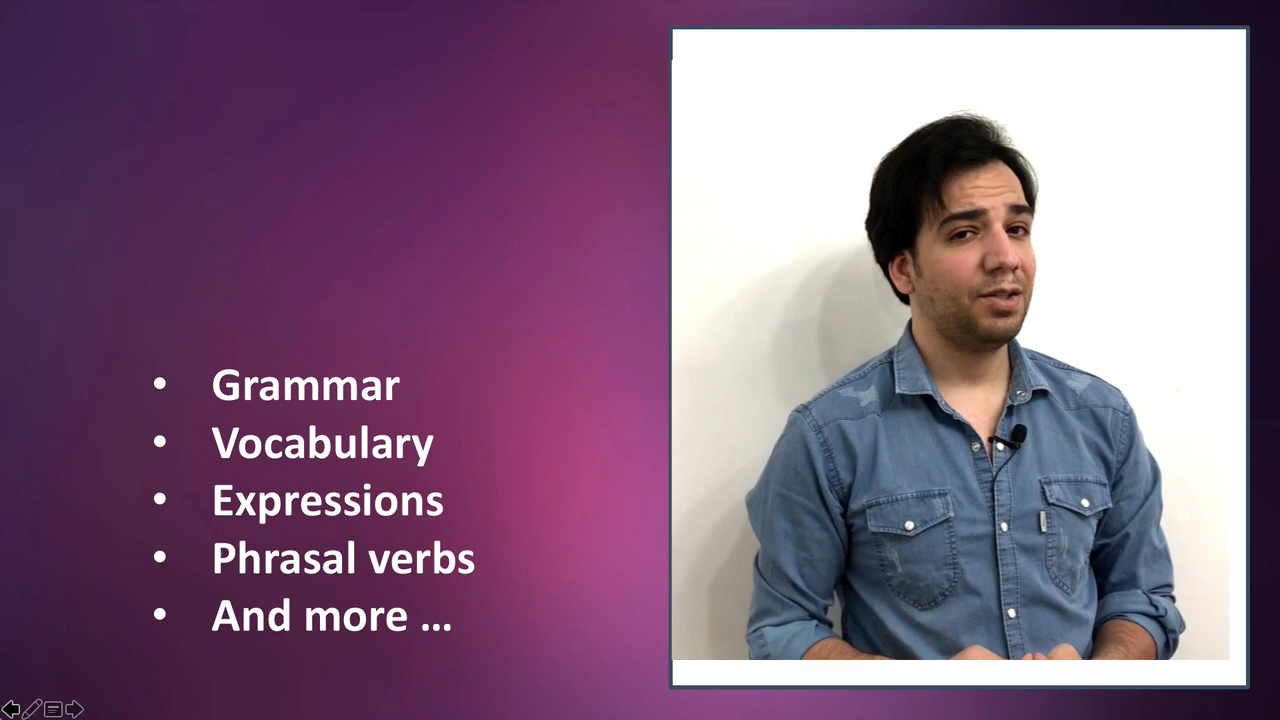 • Grammar
• Vocabulary
• Expressions
• Phrasal verbs
• And more ...